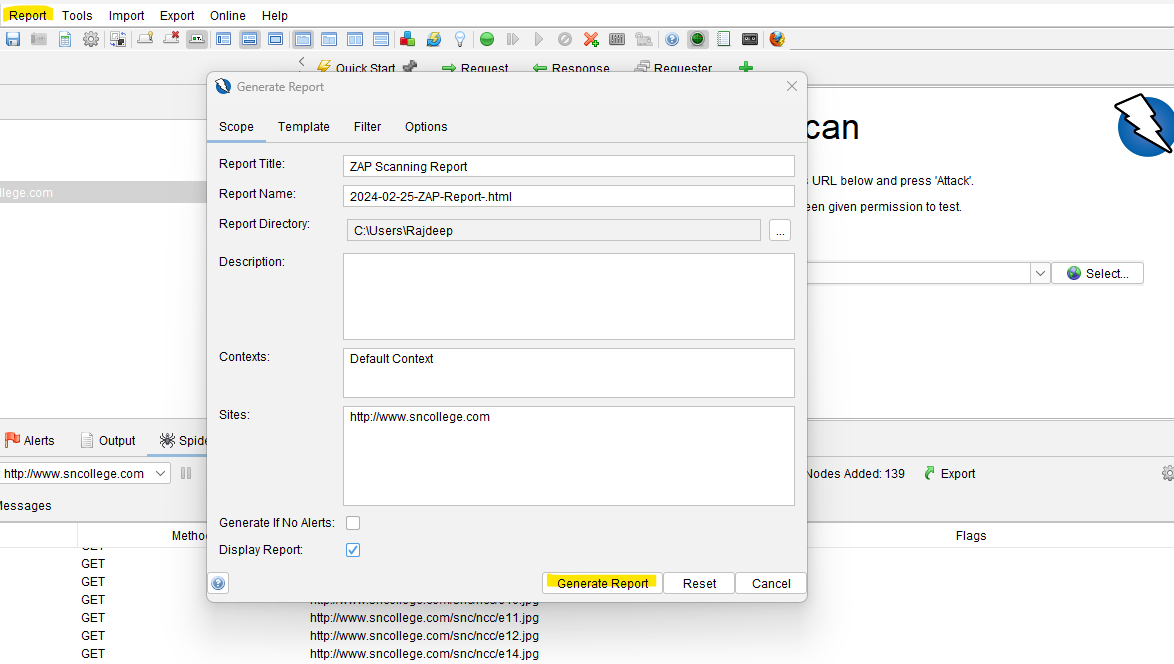 Report Tools Import Export Online Help
Quick Start Request Response Requester
Generate Report
Scope Template Filter Options
can
Report Title: ZAP Scanning Report
URL below and press 'Attack'.
lege.com
Report Name: 2024-02-25-ZAP-Report-.html
een given permission to test.
Report Directory: C:\Users\Rajdeep ...
Description:
Select...
Contexts: Default Context
Sites: http://www.sncollege.com
Alerts Output Spide
http://www.sncollege.com
Nodes Added: 139 Export
Messages
Generate If No Alerts:
Metho Flags
Display Report:
GET
GET
Generate Report Reset Cancel
GET
GET
GET http://www.sncollege.com/snc/ncc/e11.jpg
GET http://www.sncollege.com/snc/ncc/e12.jpg
GET http://www.sncollege.com/snc/ncc/e14.jpg